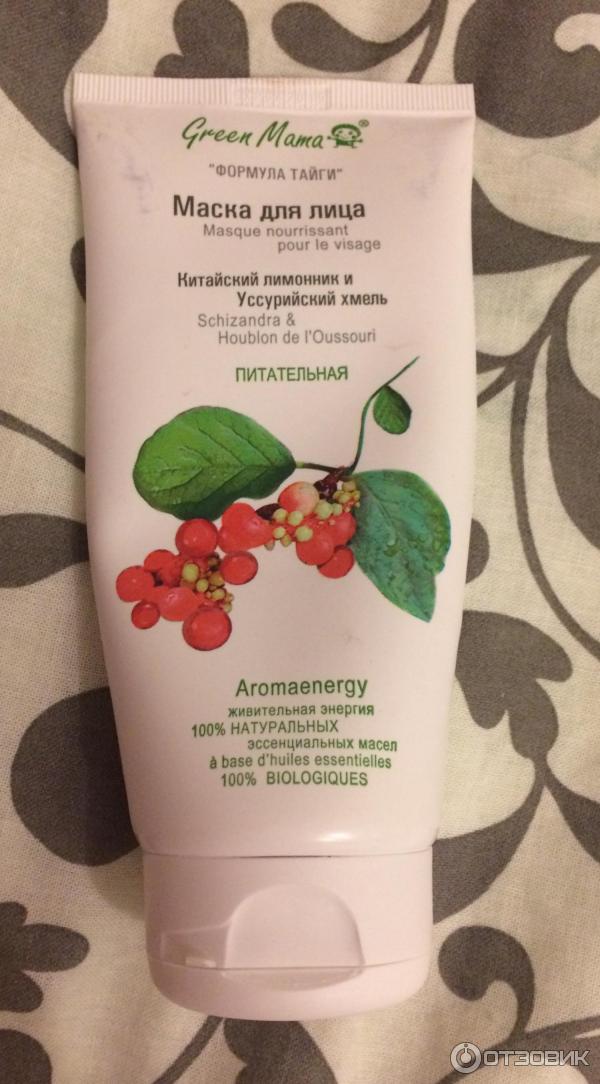 Green Mama®
"ФОРМУЛА ТАЙГИ"
Маска для лица
Masque nourrissant
pour le visage
Китайский лимонник и
Уссурийский хмель
Schizandra &
Houblon de l'Oussouri
ПИТАТЕЛЬНАЯ
Aromaenergy
живительная энергия
100% НАТУРАЛЬНЫХ
эссенциальных масел
à base d'huiles essentielles
100% BIOLOGIQUES
ОТЗОВИК